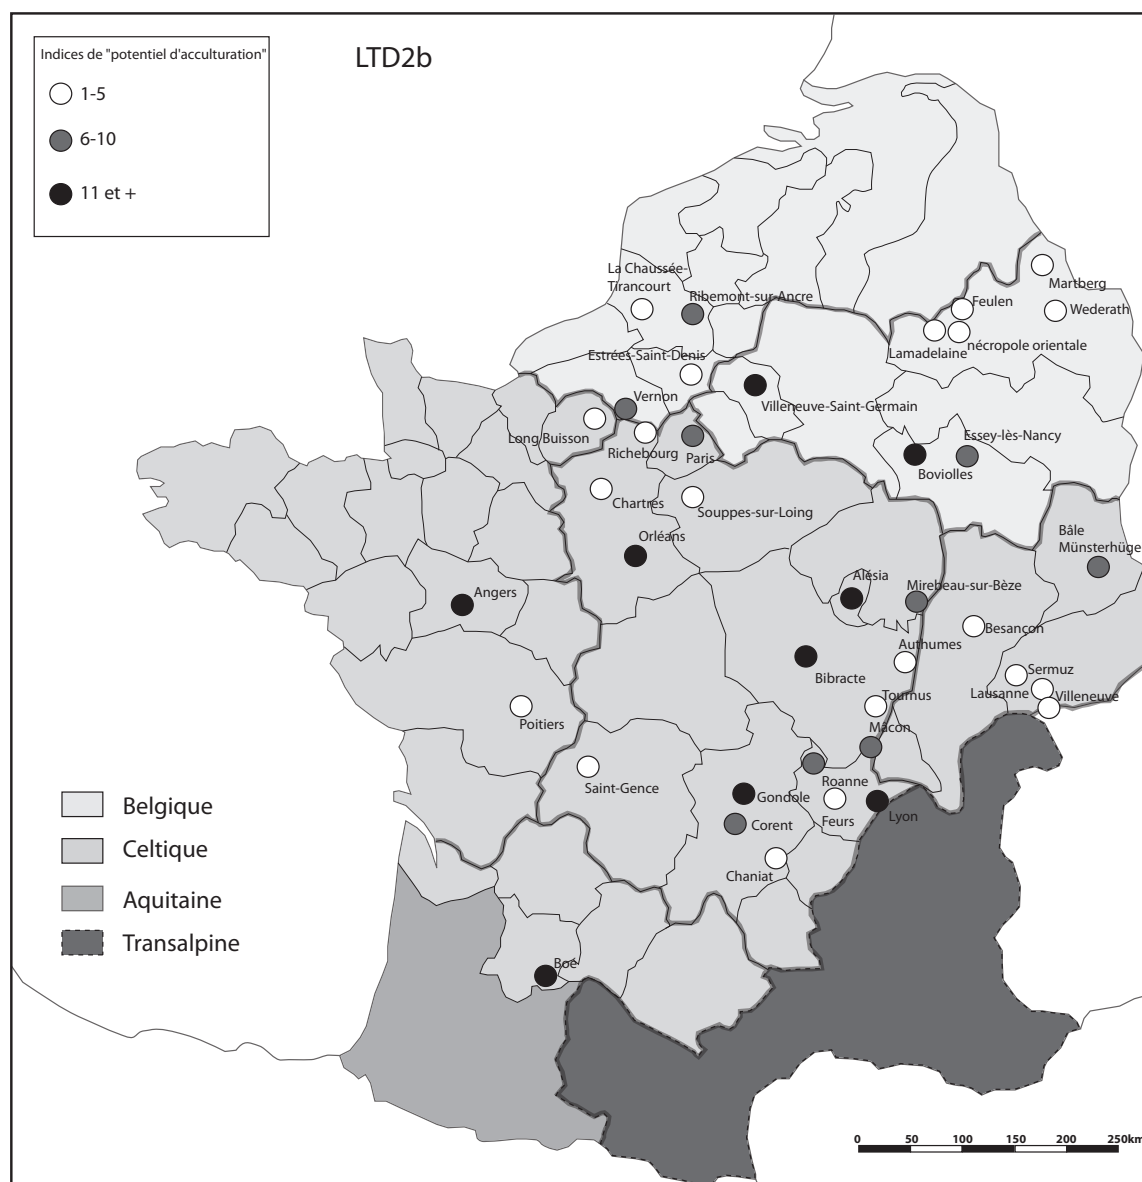 Indices de "potentiel d'acculturation"
1-5
6-10
11 et +
LTD2b
La Chaussée-
Tirancourt
Ribemont-sur-Ancre
Martberg
Feulen
Wederath
Lamadelaine
nécropole orientale
Estrées-Saint-Denis
Vernon
Villeneuve-Saint-Germain
Long Buisson
Richebourg
Paris
Essey-lès-Nancy
Boviolles
Chartres
Souppes-sur-Loing
Orléans
Bâle
Münsterhüge
Angers
Alésia
Mirebeau-sur-Bèze
Besançon
Authumes
Bibracte
Sermuz
Lausanne
Villeneuve
Tournus
Poitiers
Mâcon
Roanne
Saint-Gence
Gondole
Feurs
Lyon
Corent
Chaniat
Boé
Belgique
Celtique
Aquitaine
Transalpine
0 50 100 150 200 250km